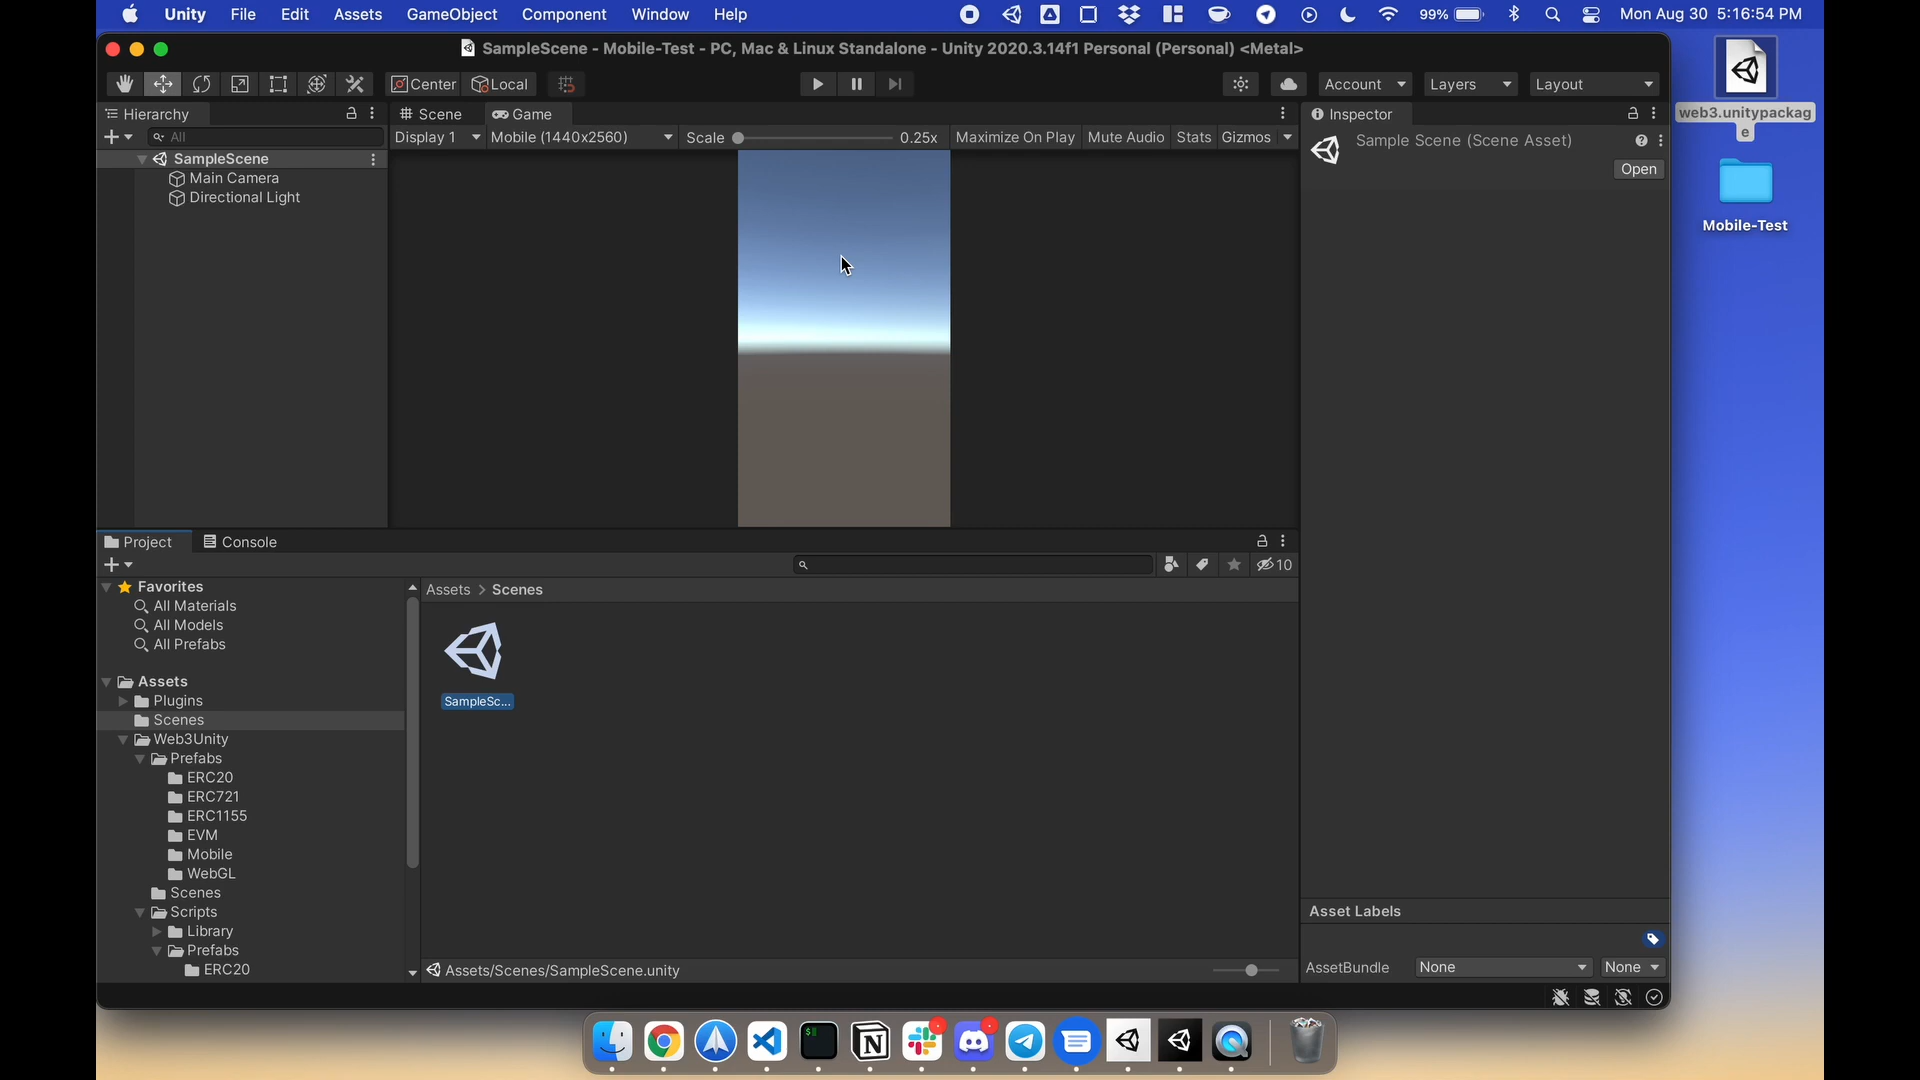 Unity File Edit Assets GameObject Component Window Help 99% Mon Aug 30 5:16:54 PM
SampleScene - Mobile-Test - PC, Mac & Linux Standalone - Unity 2020.3.14f1 Personal (Personal) <Metal>
Center Local Account Layers Layout
Hierarchy
All
SampleScene
Main Camera
Directional Light
Scene Game
Display 1 Mobile (1440x2560) Scale 0.25x Maximize On Play Mute Audio Stats Gizmos
Inspector
Sample Scene (Scene Asset)
Open
web3.unitypackag
e
Mobile-Test
Project Console
10
Favorites
All Materials
All Models
All Prefabs
Assets
Plugins
Scenes
Web3Unity
Prefabs
ERC20
ERC721
ERC1155
EVM
Mobile
WebGL
Scenes
Scripts
Library
Prefabs
ERC20
Assets > Scenes
SampleSc...
Assets/Scenes/SampleScene.unity
Asset Labels
AssetBundle None None